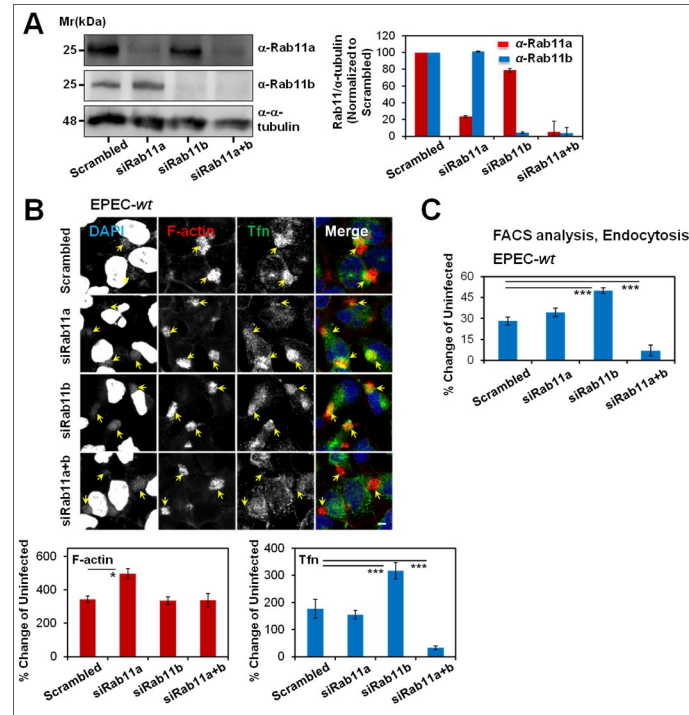 A
Mr(kDa)
25
α-Rab11a
25
α-Rab11b
48
α-α-
tubulin
Scrambled
siRab11a
siRab11b
siRab11a+b
Rab11/α-tubulin
(Normalized to
Scrambled)
120
100
80
60
40
20
0
α-Rab11a
α-Rab11b
Scrambled
siRab11a
siRab11b
siRab11a+b
B
EPEC-wt
DAPI
F-actin
Tfn
Merge
Scrambled
siRab11a
siRab11b
siRab11a+b
C
FACS analysis, Endocytosis
EPEC-wt
% Change of Uninfected
60
45
30
15
0
***
***
Scrambled
siRab11a
siRab11b
siRab11a+b
% Change of Uninfected
600
400
200
0
F-actin
*
Scrambled
siRab11a
siRab11b
siRab11a+b
% Change of Uninfected
400
300
200
100
0
Tfn
***
***
Scrambled
siRab11a
siRab11b
siRab11a+b